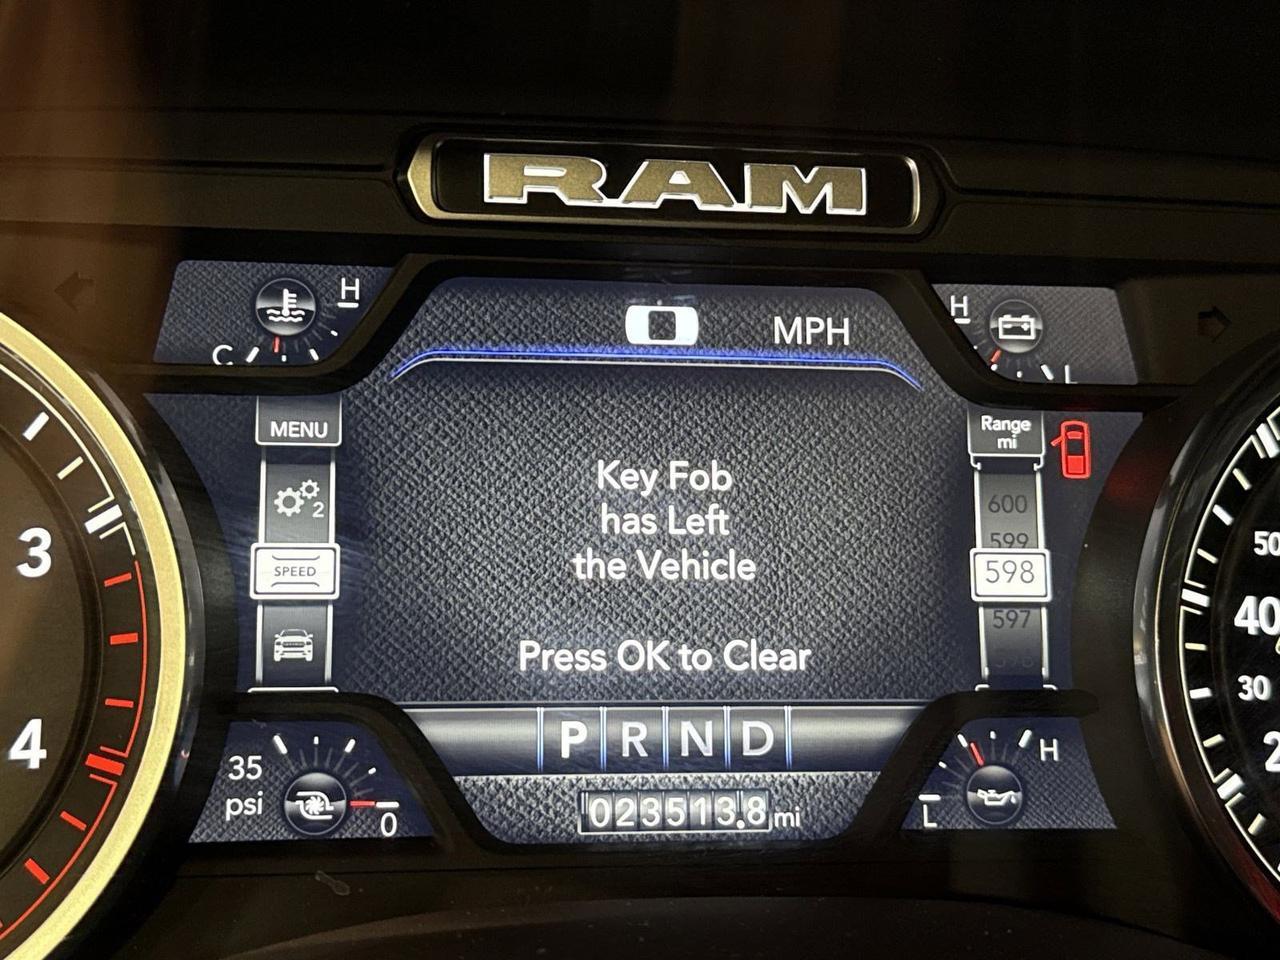 RAM
H
C
MPH
H
L
MENU
2
SPEED
Key Fob
has Left
the Vehicle
Press OK to Clear
Range
mi
600
599
598
597
3
4
50
40
30
2
P R N D
35
psi
0
023513.8 mi
H
L